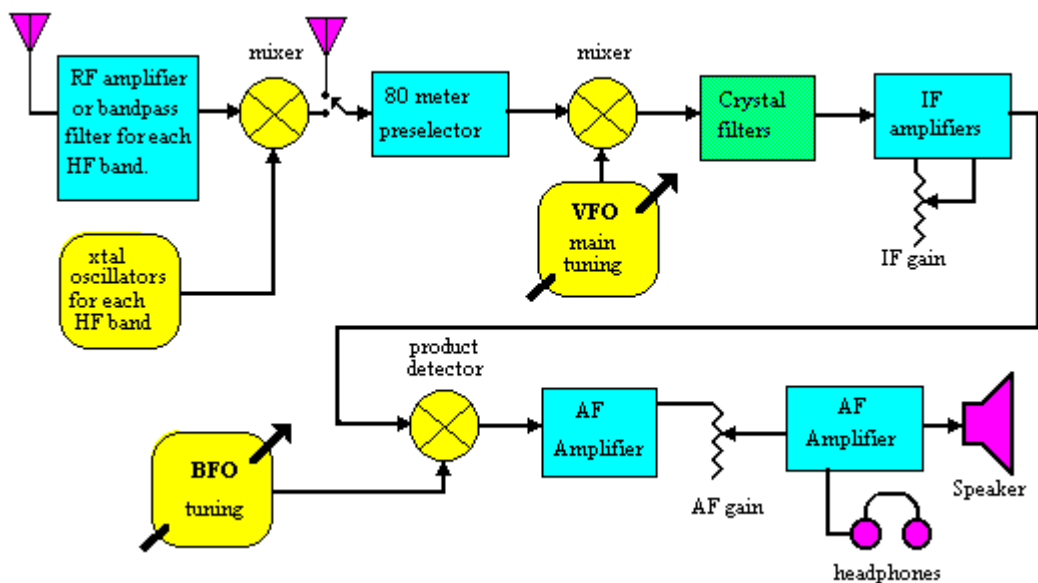 mixer
RF amplifier
or bandpass
filter for each
HF band.
80 meter
preselector
mixer
Crystal
filters
IF
amplifiers
VFO
main
tuning
IF gain
xtal
oscillators
for each
HF band
product
detector
BFO
tuning
AF
Amplifier
AF gain
AF
Amplifier
Speaker
headphones